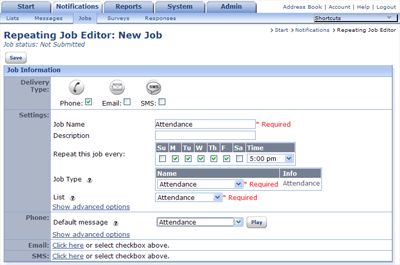 Start Notifications Reports System Admin
Address Book | Account | Help | Logout
Lists Messages Jobs Surveys Responses
Shortcuts
Repeating Job Editor: New Job
> Start > Notifications > Repeating Job Editor
Job status: Not Submitted
Save
Job Information
Delivery Type:
Phone: Email: SMS:
Settings:
Job Name Attendance * Required
Description
Su M Tu W Th F Sa Time
Repeat this job every: 5:00 pm
Name Info
Job Type ? Attendance * Required Attendance
List ? Attendance * Required
Show advanced options
Phone:
Default message ? Attendance Play
Show advanced options
Email: Click here or select checkbox above.
SMS: Click here or select checkbox above.